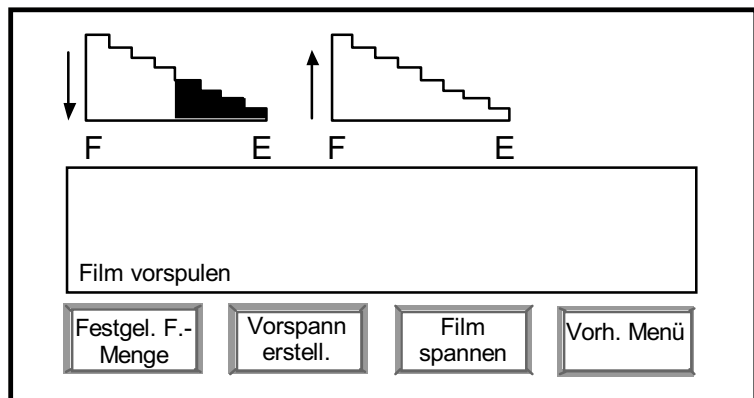 F E F E
Film vorspulen
Festgel. F.-
Menge
Vorspann
erstell.
Film
spannen
Vorh. Menü